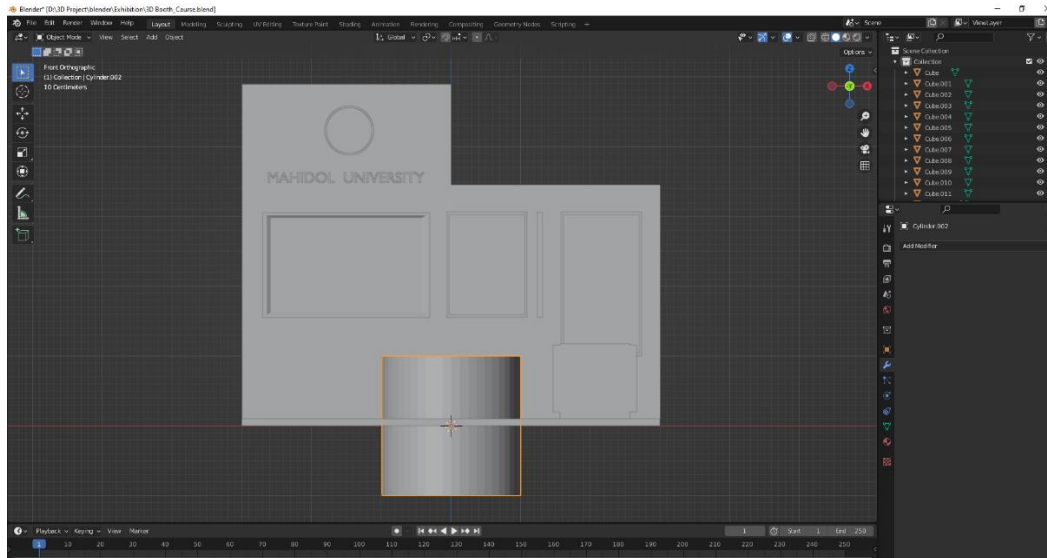 Blender* [D:\3D Project\blender\Exhibition\3D Booth_Course.blend]
File Edit Render Window Help Layout Modeling Sculpting UV Editing Texture Paint Shading Animation Rendering Compositing Geometry Nodes Scripting + Scene ViewLayer
Object Mode View Select Add Object Global
Options
Front Orthographic
(1) Collection | Cylinder.002
10 Centimeters
MAHIDOL UNIVERSITY
Scene Collection
Collection
Cube
Cube.001
Cube.002
Cube.003
Cube.004
Cube.005
Cube.006
Cube.007
Cube.008
Cube.009
Cube.010
Cube.011
Cylinder.002
Add Modifier
Playback Keying View Marker 1 Start 1 End 250
1 10 20 30 40 50 60 70 80 90 100 110 120 130 140 150 160 170 180 190 200 210 220 230 240 250